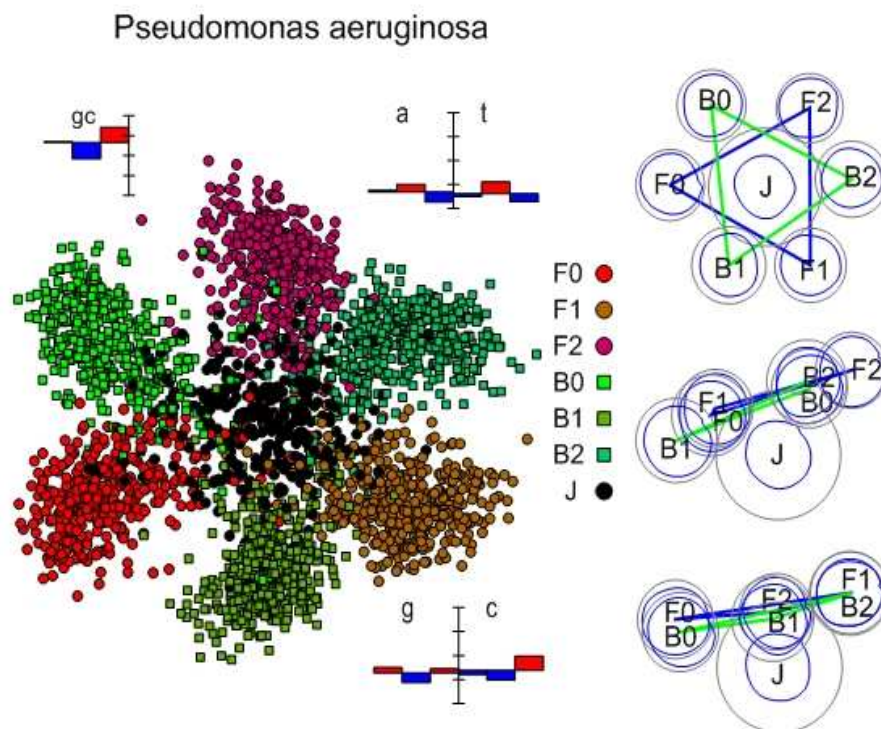 Pseudomonas aeruginosa
gc
a t
F0
F1
F2
B0
B1
B2
J
g c
B0 F2
F0 J B2
B1 F1
B2 F2
F1 B0
F0
B1
J
F1
F0 F2 B2
B0 B1
J